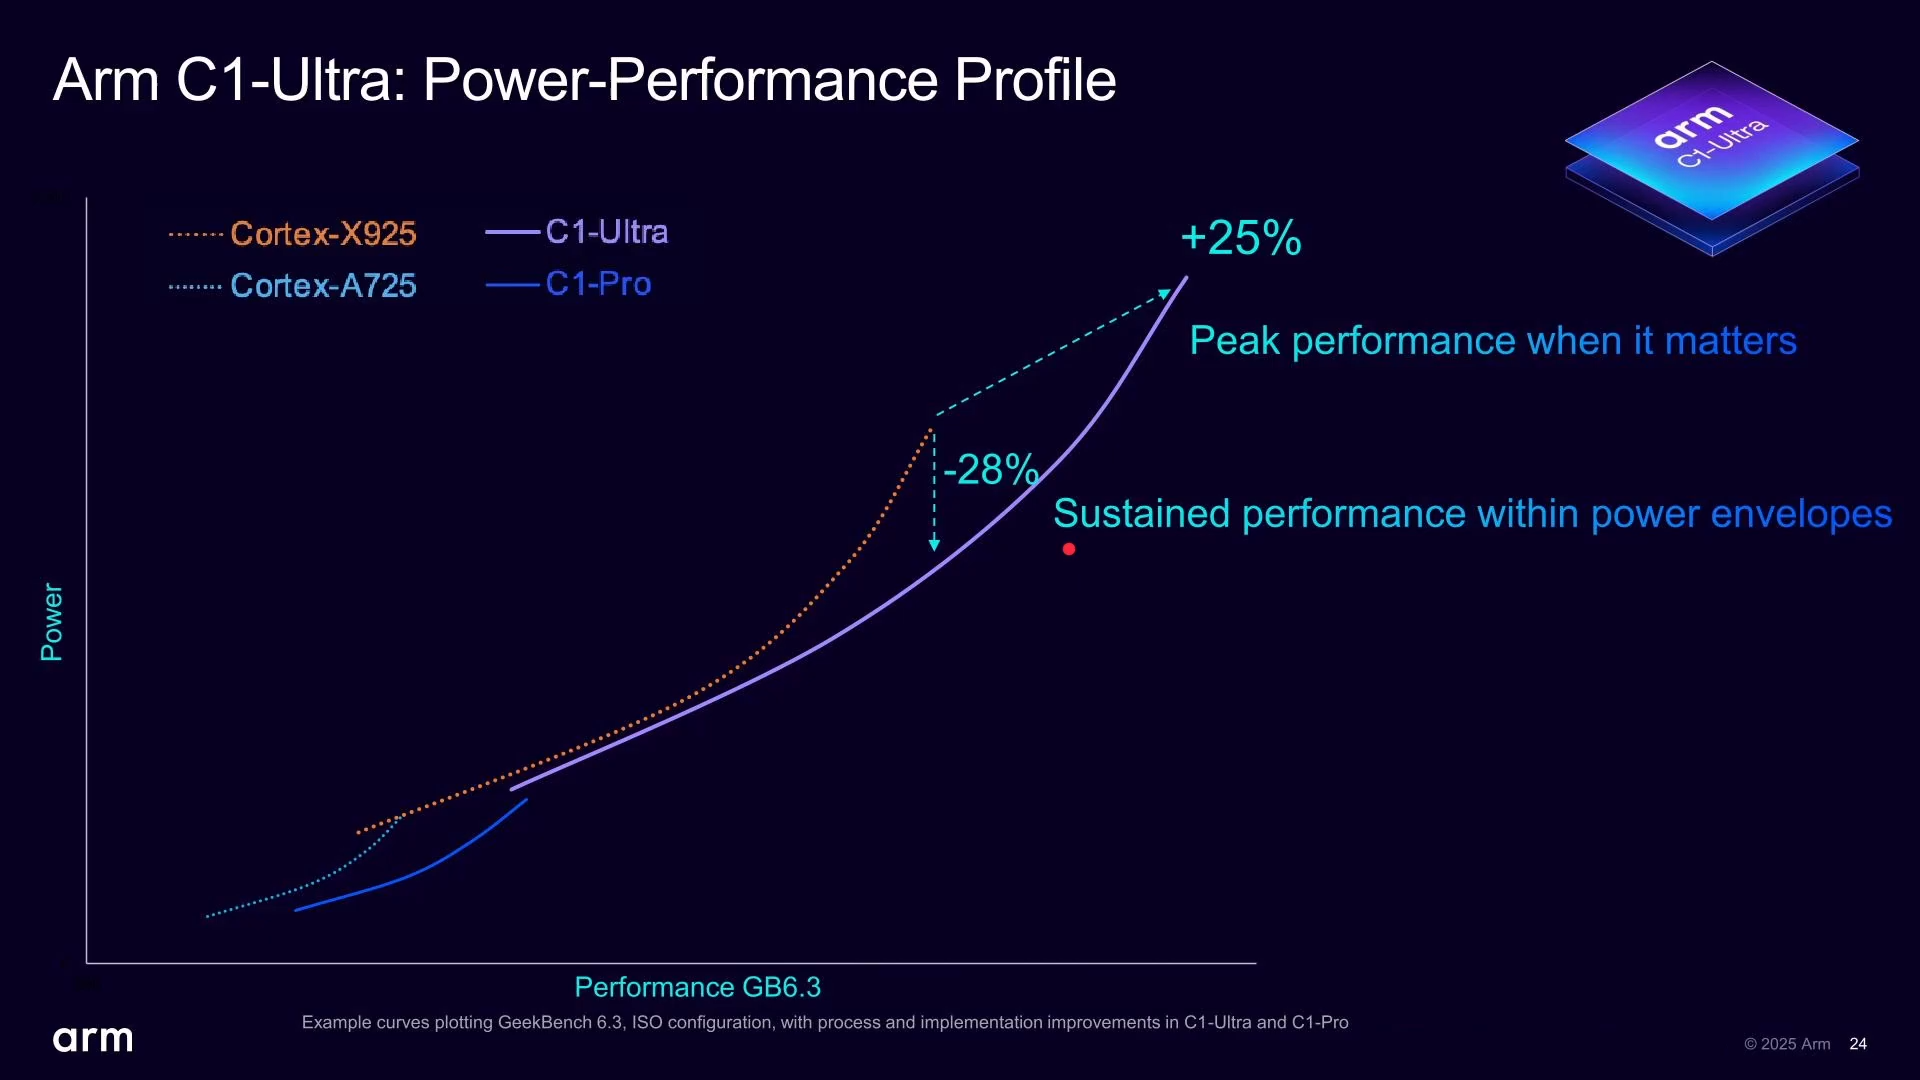 Arm C1-Ultra: Power-Performance Profile
arm
C1-Ultra
Cortex-X925
C1-Ultra
Cortex-A725
C1-Pro
+25%
Peak performance when it matters
-28%
Sustained performance within power envelopes
Power
Performance GB6.3
Example curves plotting GeekBench 6.3, ISO configuration, with process and implementation improvements in C1-Ultra and C1-Pro
arm
© 2025 Arm 24